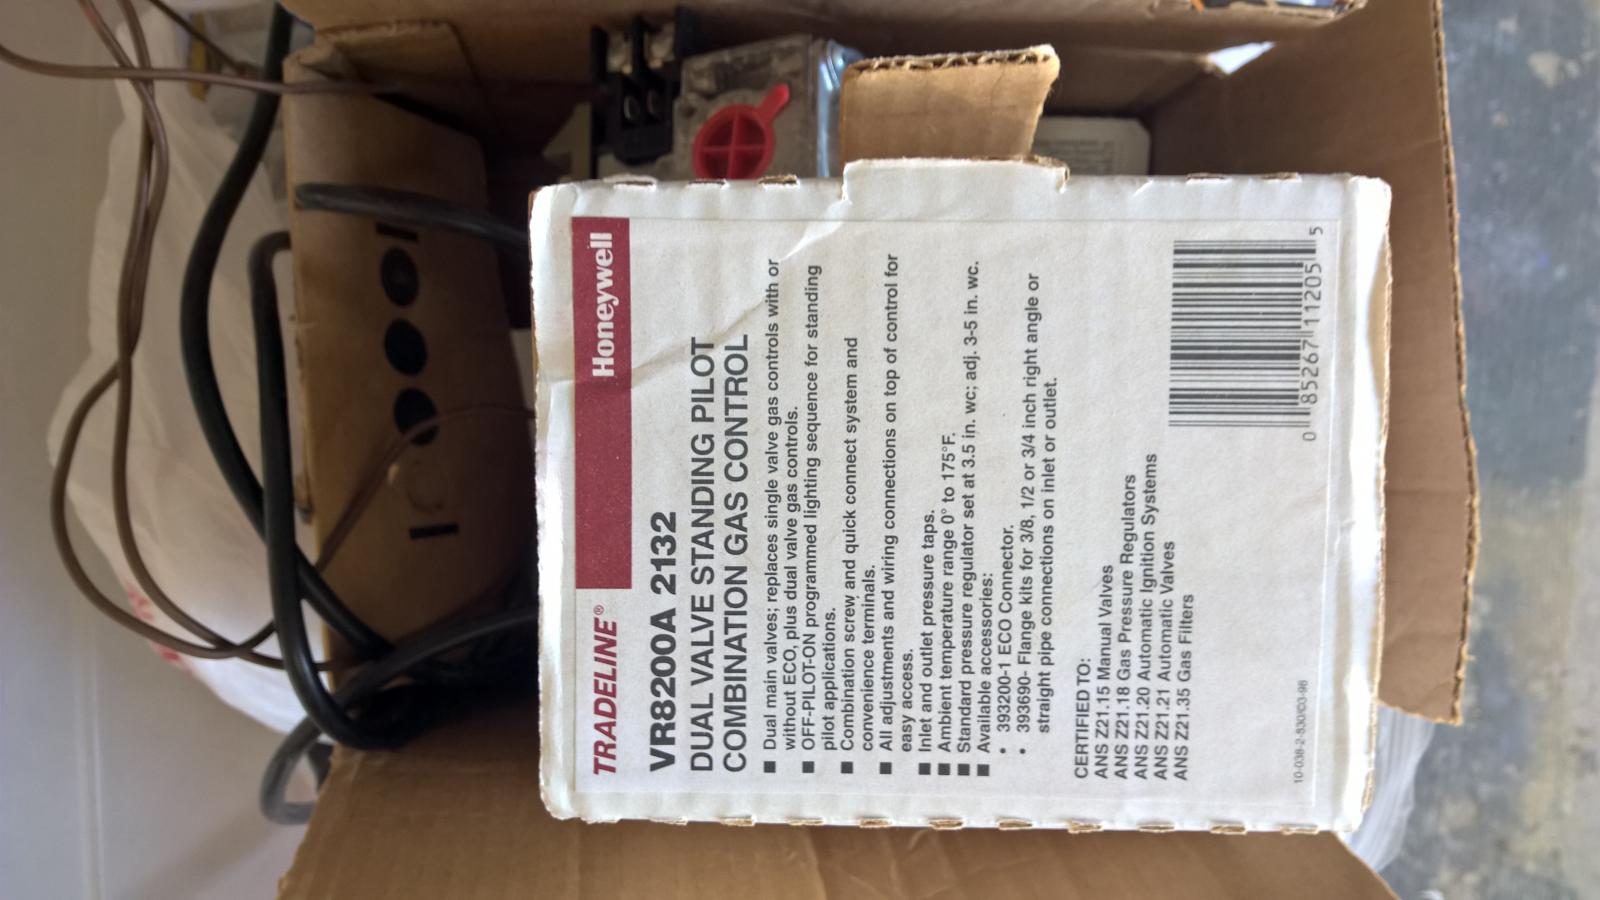 TRADELINE® Honeywell
VR8200A 2132
DUAL VALVE STANDING PILOT
COMBINATION GAS CONTROL
■ Dual main valves; replaces single valve gas controls with or
without ECO, plus dual valve gas controls.
■ OFF-PILOT-ON programmed lighting sequence for standing
pilot applications.
■ Combination screw and quick connect system and
convenience terminals.
■ All adjustments and wiring connections on top of control for
easy access.
■ Inlet and outlet pressure taps.
■ Ambient temperature range 0° to 175°F.
■ Standard pressure regulator set at 3.5 in. wc; adj. 3-5 in. wc.
■ Available accessories:
• 393200-1 ECO Connector.
• 393690- Flange kits for 3/8, 1/2 or 3/4 inch right angle or
straight pipe connections on inlet or outlet.
CERTIFIED TO:
ANS Z21.15 Manual Valves
ANS Z21.18 Gas Pressure Regulators
ANS Z21.20 Automatic Ignition Systems
ANS Z21.21 Automatic Valves
ANS Z21.35 Gas Filters
0 85267 11205 5
10-038-2-830/03-98